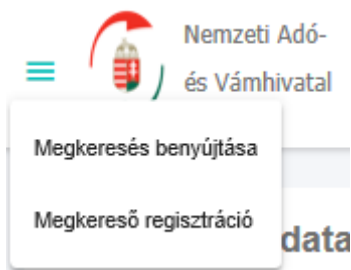 Nemzeti Adó-
és Vámhivatal
Megkeresés benyújtása
Megkereső regisztráció
data